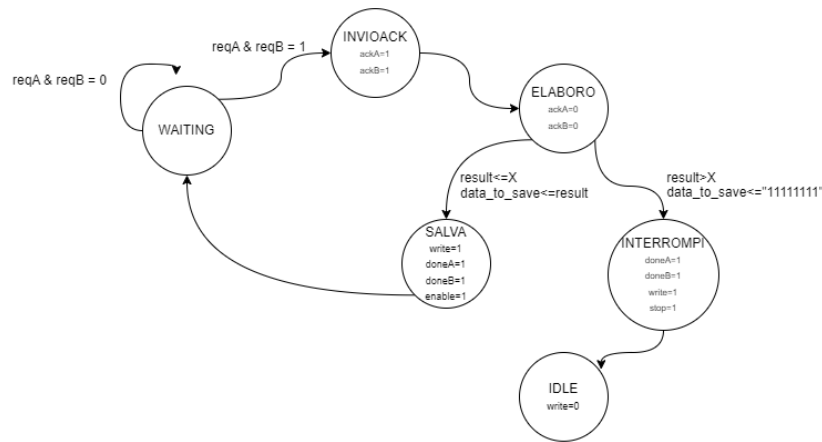 INVIOACK
ackA=1
ackB=1
reqA & reqB = 1
reqA & reqB = 0
WAITING
ELABORO
ackA=0
ackB=0
result<=X
data_to_save<=result
result>X
data_to_save<="11111111"
SALVA
write=1
doneA=1
doneB=1
enable=1
INTERROMPI
doneA=1
doneB=1
write=1
stop=1
IDLE
write=0